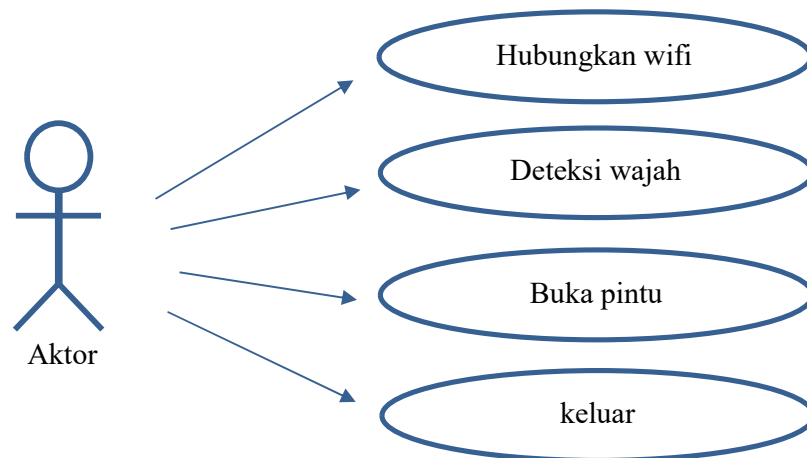 Hubungkan wifi
Deteksi wajah
Buka pintu
Aktor
keluar